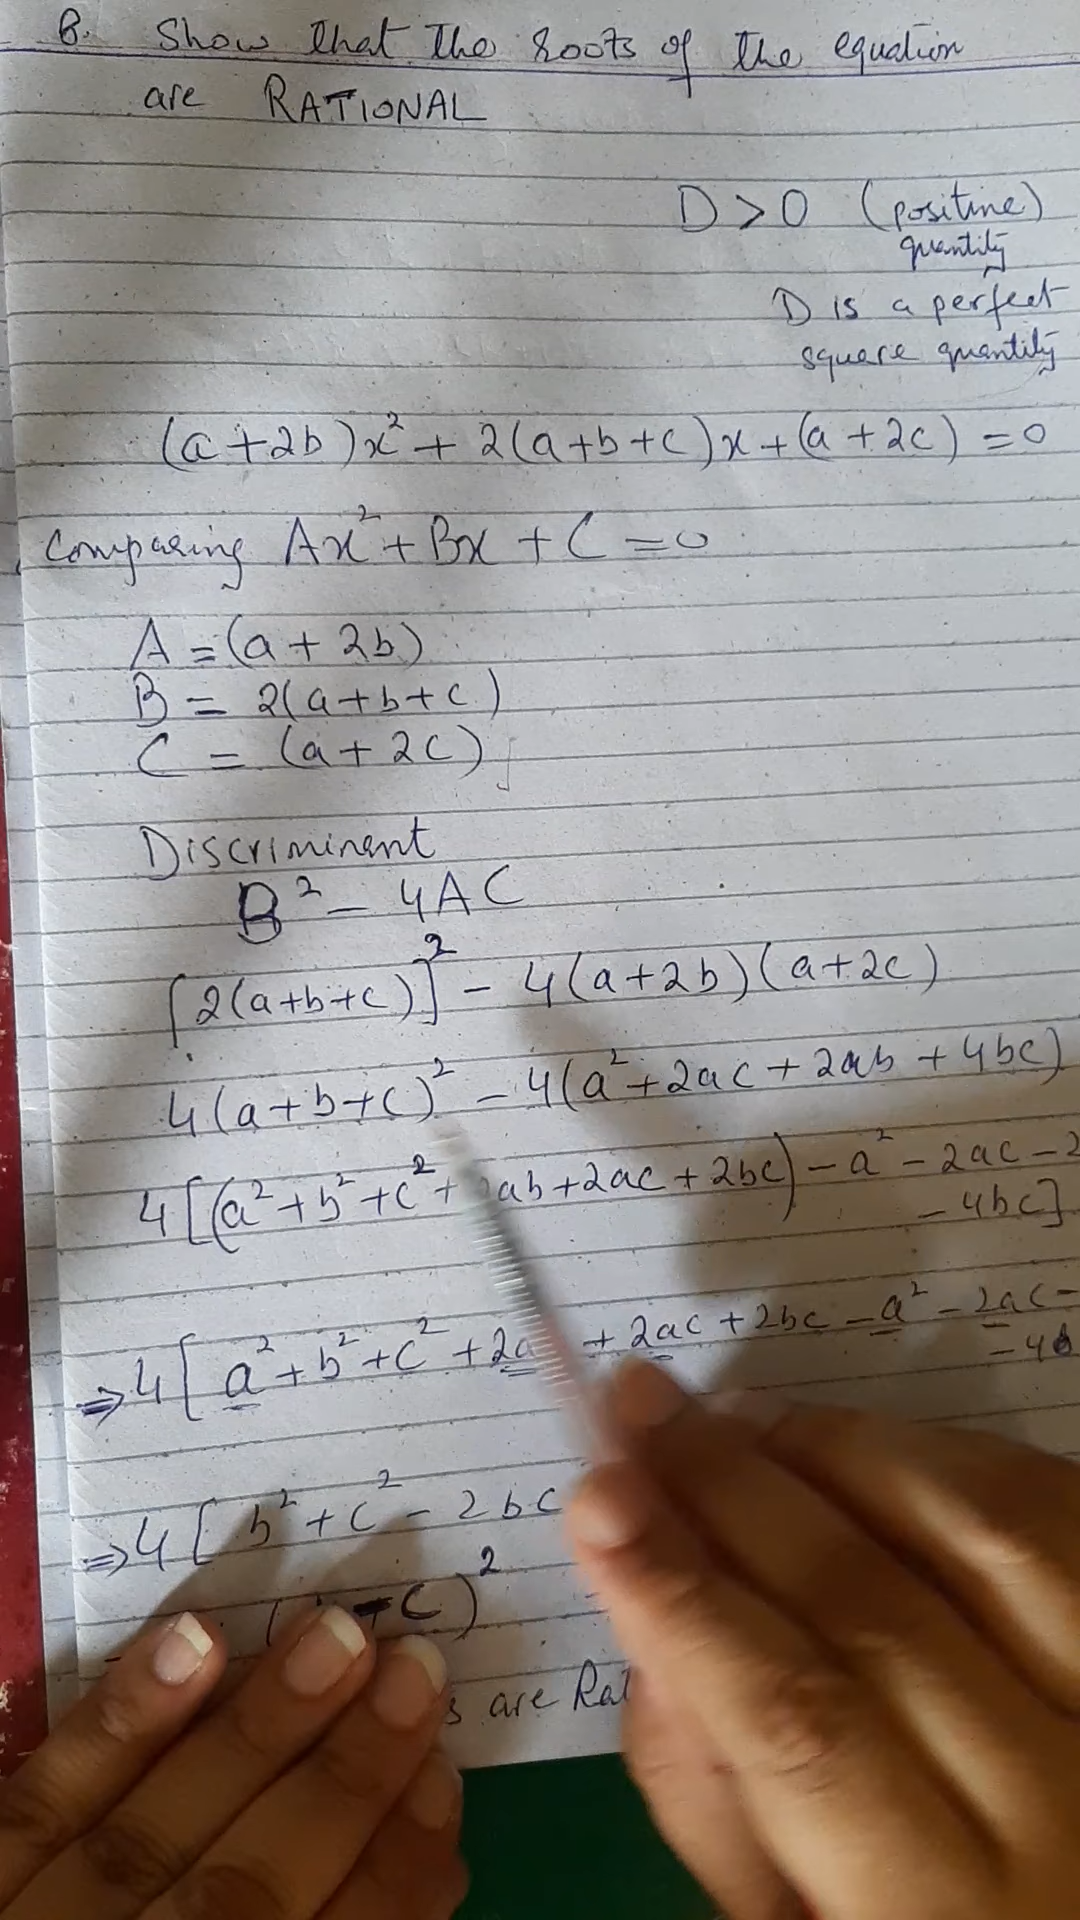 8. Show that the roots of the equation
are RATIONAL
D > 0 (positive)
quantity
D is a perfect
square quantity
(a + 2b)x² + 2(a+b+c)x + (a + 2c) = 0
Comparing Ax² + Bx + C = 0
A = (a + 2b)
B = 2(a+b+c)
C = (a + 2c)
Discriminent
B² – 4AC
[2(a+b+c)]² – 4(a+2b)(a+2c)
4(a+b+c)² – 4(a²+2ac+2ab+4bc)
4[(a²+b²+c²+ ab+2ac+2bc) – a² – 2ac – 2
– 4bc]
⇒ 4[a²+b²+c²+2a + 2ac + 2bc – a² – 2ac –
– 4b
⇒ 4[b²+c² – 2bc
– c)²
are